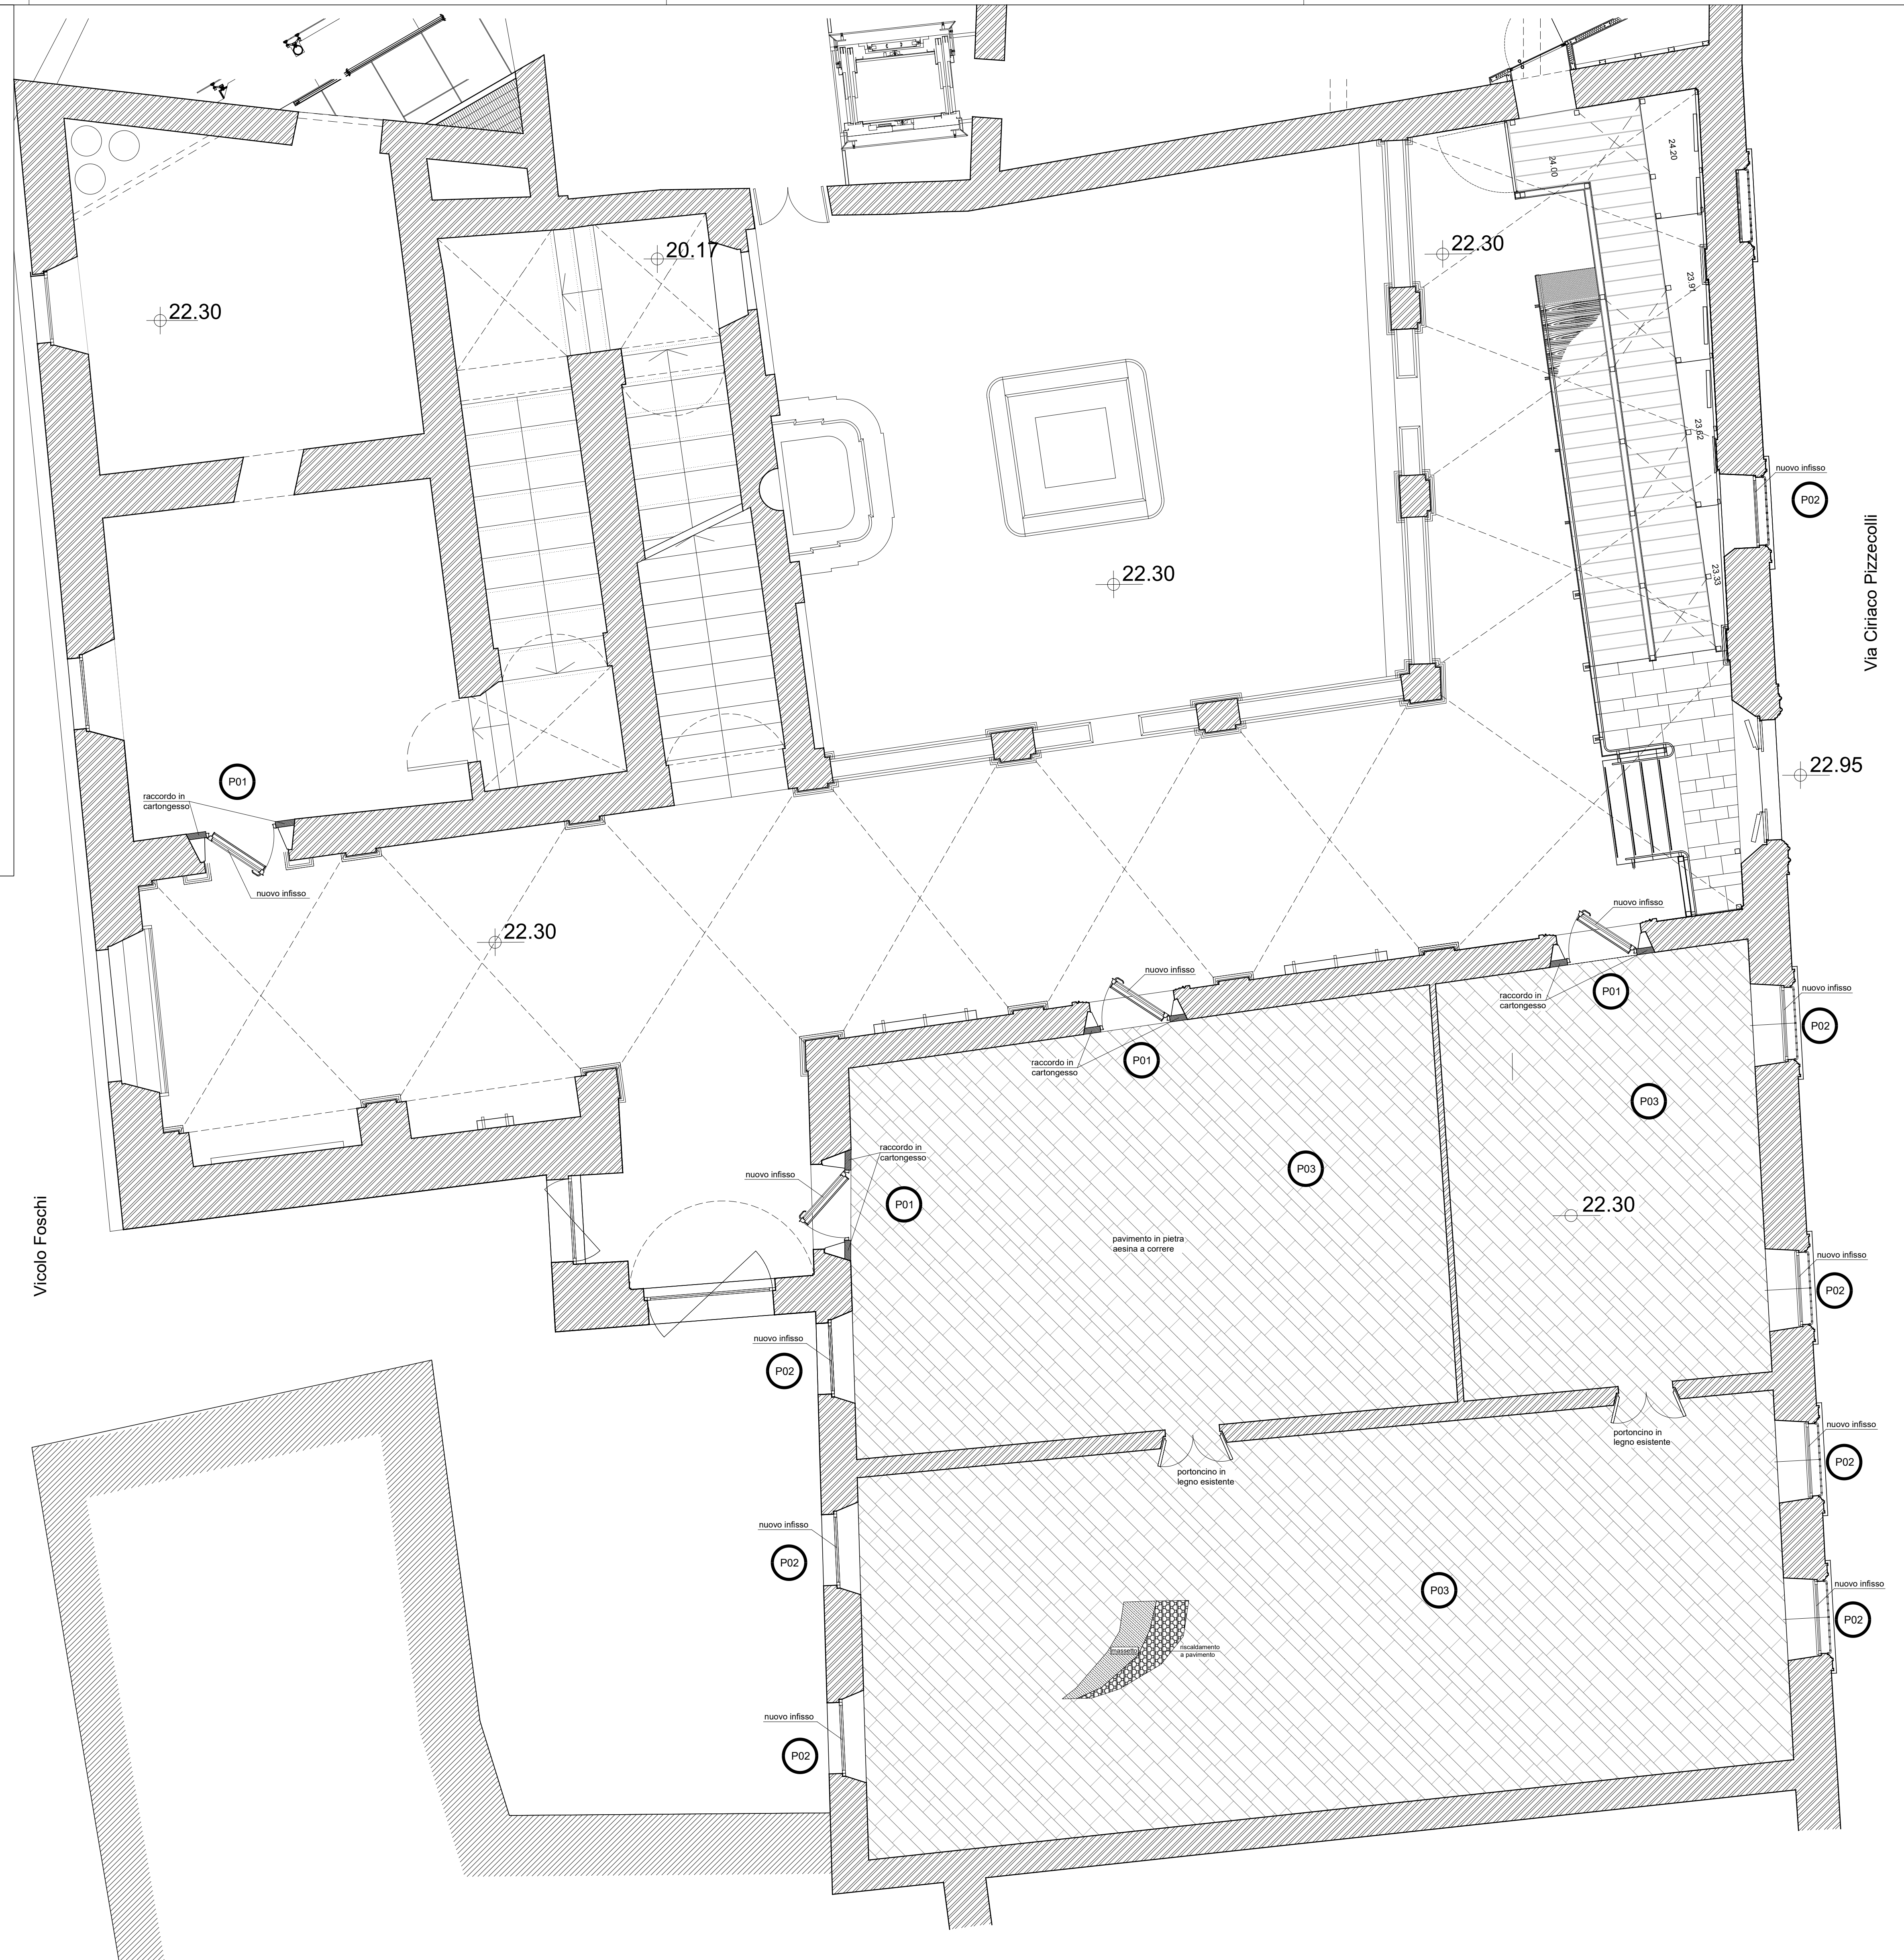 24.20
24.00
20.17
22.30
22.30
23.91
23.62
nuovo infisso
P02
Via Ciriaco Pizzecolli
22.30
23.33
22.95
P01
raccordo in
cartongesso
nuovo infisso
nuovo infisso
22.30
nuovo infisso
raccordo in
cartongesso
P01
nuovo infisso
P02
raccordo in
cartongesso
P01
P03
raccordo in
cartongesso
nuovo infisso
P01
P03
22.30
Vicolo Foschi
pavimento in pietra
aesina a correre
nuovo infisso
P02
nuovo infisso
P02
portoncino in
legno esistente
nuovo infisso
P02
portoncino in
legno esistente
nuovo infisso
P02
P03
nuovo infisso
P02
massetto
riscaldamento
a pavimento
nuovo infisso
P02